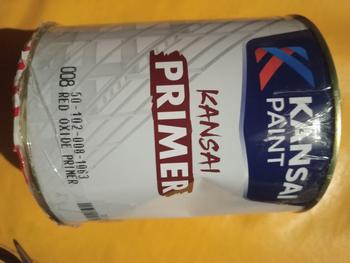 KANSAI
PAINT
KANSAI
PRIMER
008 50-102-008-1063
RED OXIDE PRIMER